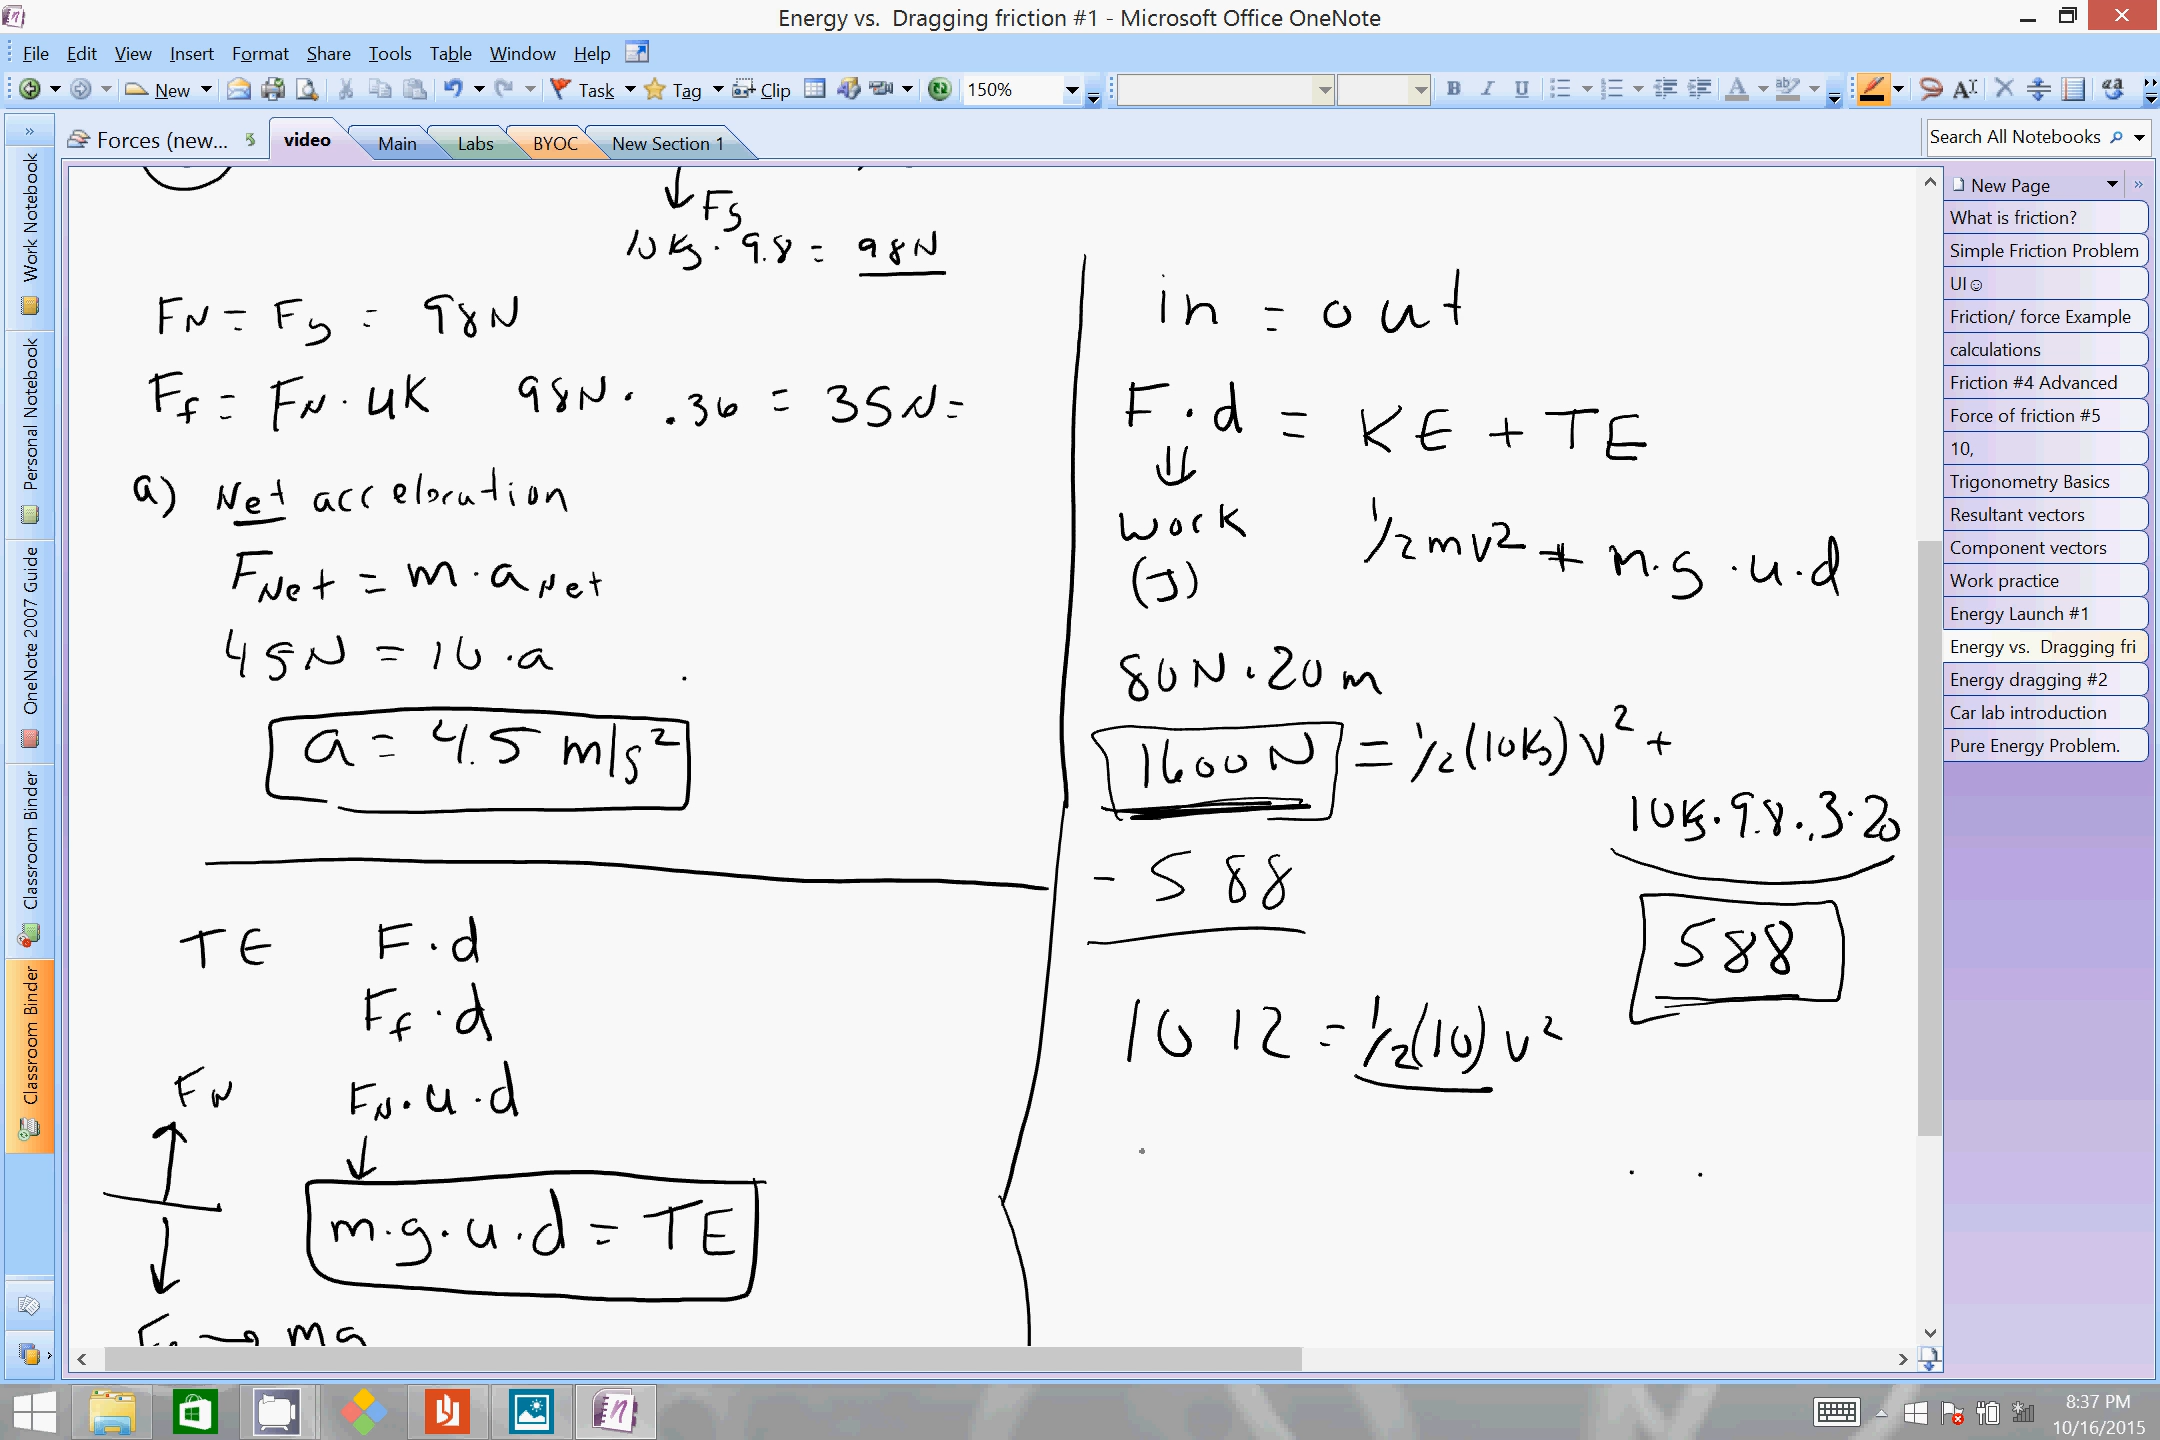 Energy vs.  Dragging friction #1 - Microsoft Office OneNote
File Edit View Insert Format Share Tools Table Window Help
New Task Tag Clip 150% B I U
Forces (new... video Main Labs BYOC New Section 1
Search All Notebooks
Work Notebook
Personal Notebook
OneNote 2007 Guide
Classroom Binder
Classroom Binder
Fg
10kg · 9.8 = 98N
FN = Fg = 98N
Ff = FN · uK 98N · .36 = 35N =
a) Net acceloration
FNet = m · aNet
45N = 10 · a
a = 4.5 m/s²
TE F · d
Ff · d
FN
FN · u · d
m·g·u·d = TE
→ mg
in = out
F · d = KE + TE
Work
(J)
1/2 mv² + m·g·u·d
80N · 20m
1600N = 1/2 (10kg) v² +
10kg · 9.8 · .3 · 20
- 588
588
1012 = 1/2 (10) v²
New Page
What is friction?
Simple Friction Problem
UI☺
Friction/ force Example
calculations
Friction #4 Advanced
Force of friction #5
10,
Trigonometry Basics
Resultant vectors
Component vectors
Work practice
Energy Launch #1
Energy vs.  Dragging fri
Energy dragging #2
Car lab introduction
Pure Energy Problem.
8:37 PM
10/16/2015